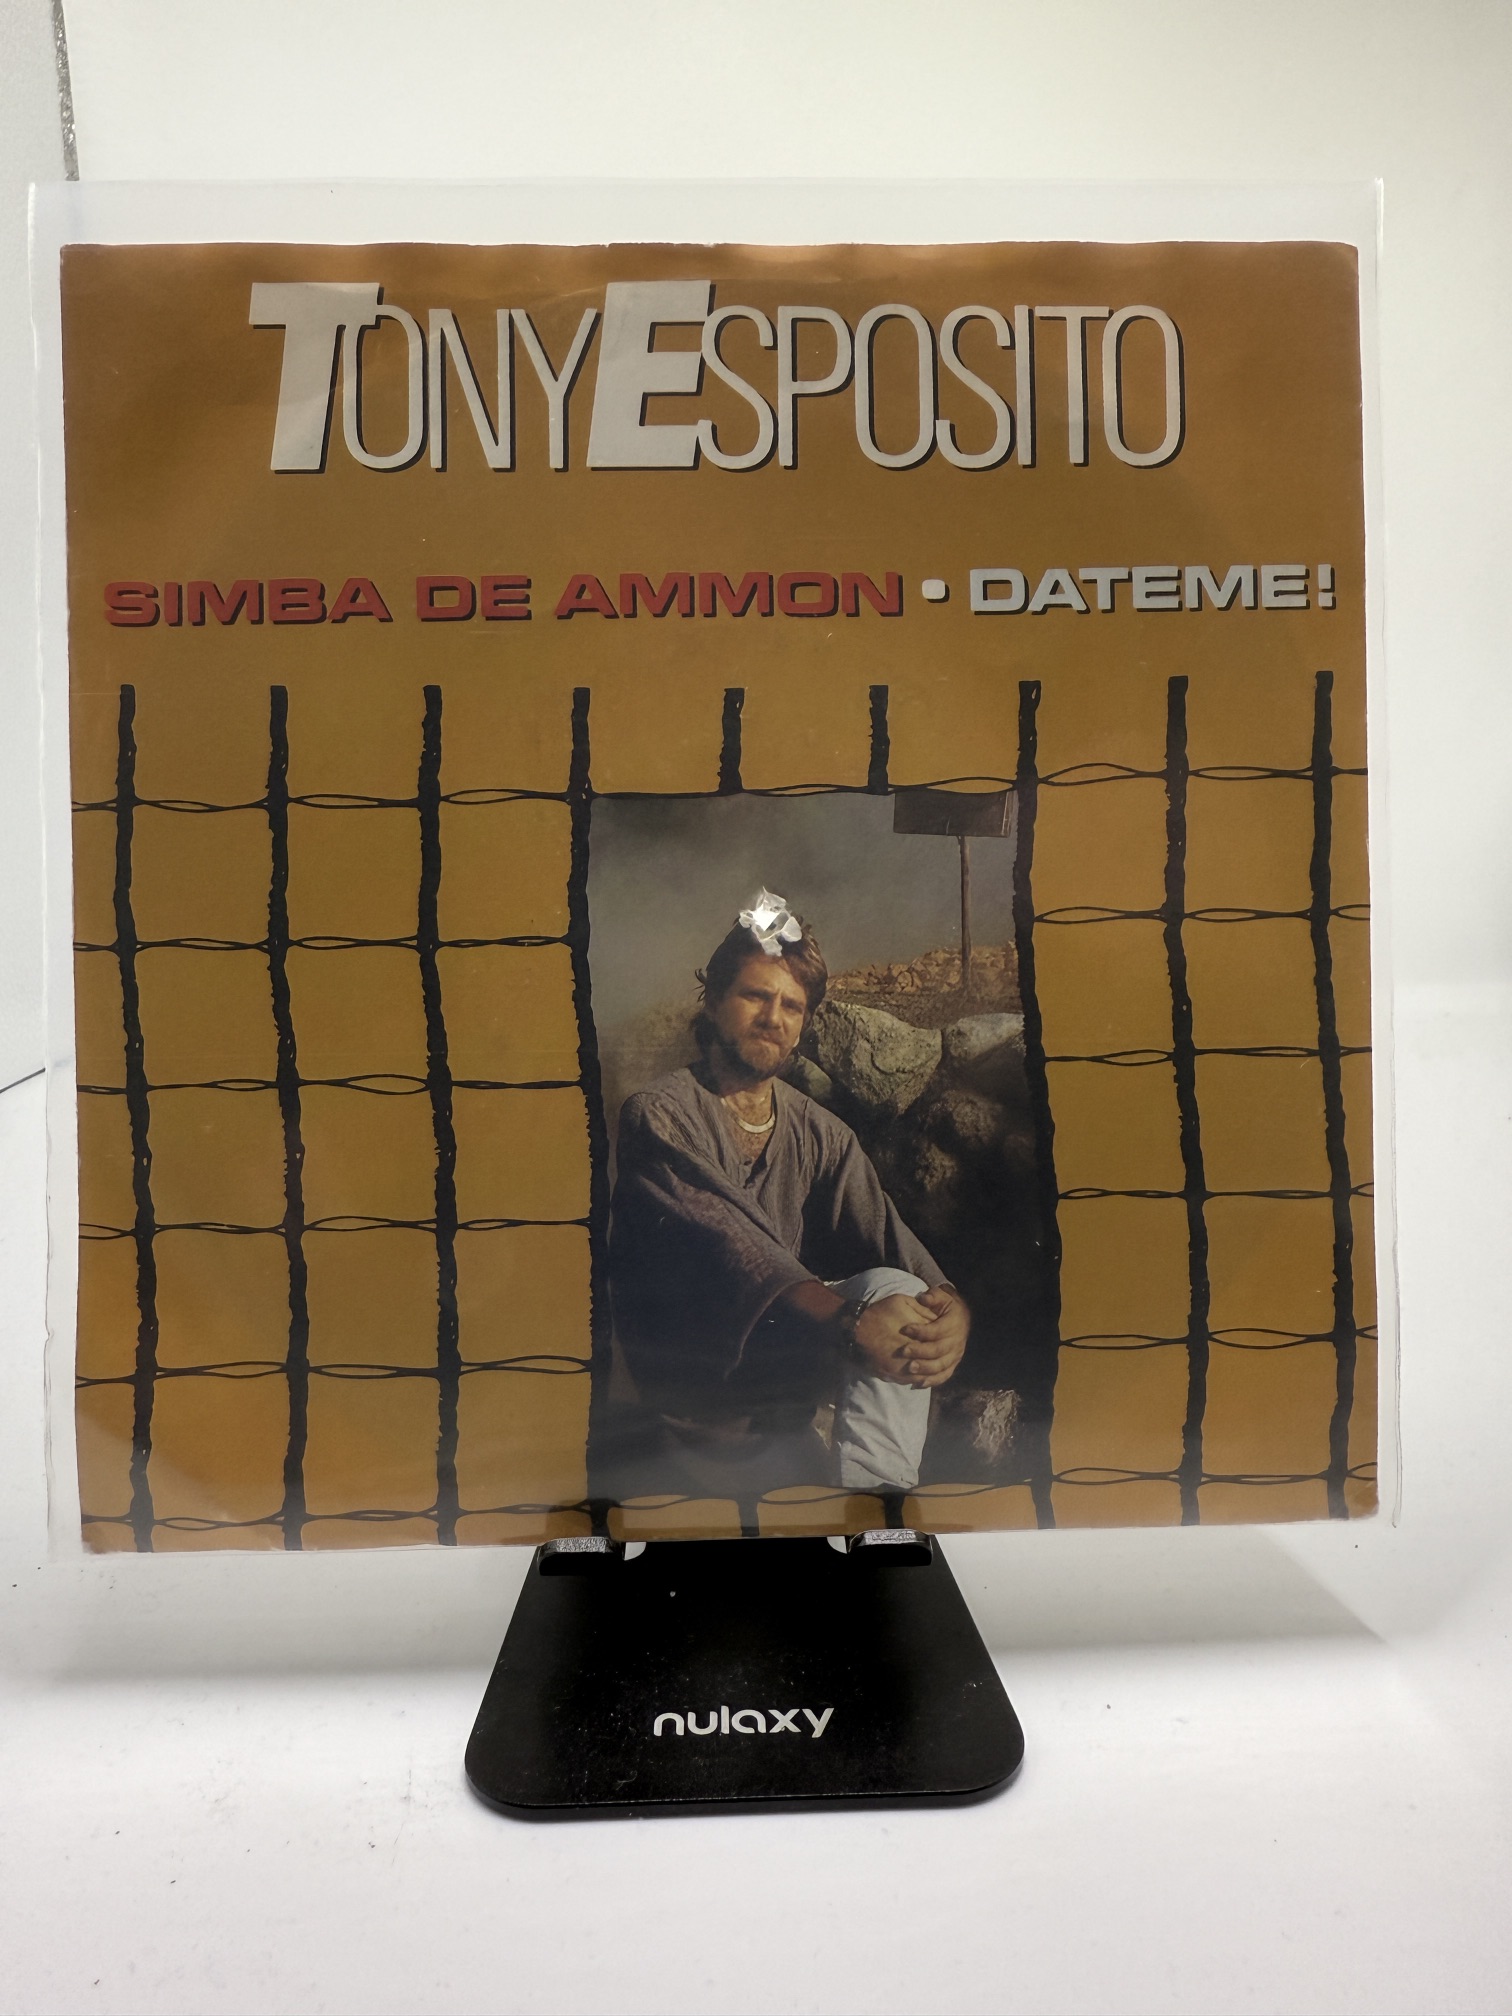 TONY ESPOSITO
SIMBA DE AMMON • DATEME!
nulaxy